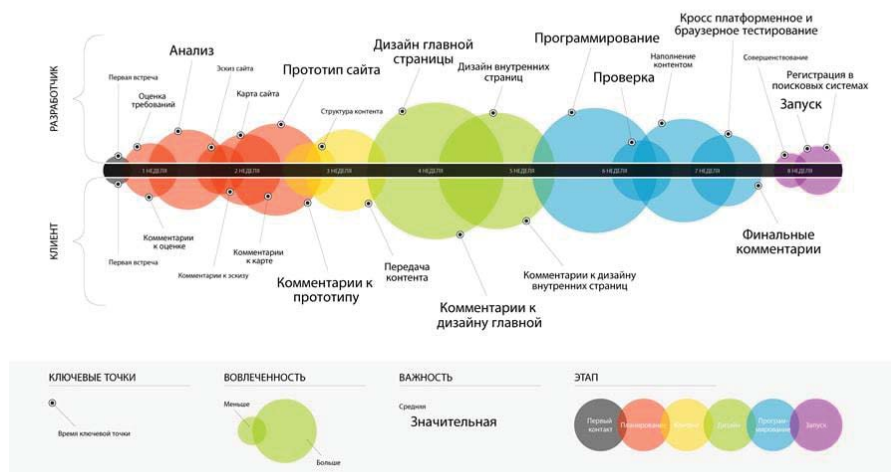 РАЗРАБОТЧИК
Первая встреча
Оценка
требований
Анализ
Эскиз сайта
Карта сайта
Прототип сайта
Структура контента
Дизайн главной
страницы
Дизайн внутренних
страниц
Программирование
Проверка
Наполнение
контентом
Кросс платформенное и
браузерное тестирование
Совершенствование
Запуск
Регистрация в
поисковых системах
1 НЕДЕЛЯ
2 НЕДЕЛЯ
3 НЕДЕЛЯ
4 НЕДЕЛЯ
5 НЕДЕЛЯ
6 НЕДЕЛЯ
7 НЕДЕЛЯ
8 НЕДЕЛЯ
КЛИЕНТ
Первая встреча
Комментарии
к оценке
Комментарии к эскизу
Комментарии
к карте
Комментарии к
прототипу
Передача
контента
Комментарии к
дизайну главной
Комментарии к дизайну
внутренних страниц
Финальные
комментарии
КЛЮЧЕВЫЕ ТОЧКИ
Время ключевой точки
ВОВЛЕЧЕННОСТЬ
Меньше
Больше
ВАЖНОСТЬ
Средняя
Значительная
ЭТАП
Первый
контакт
Планирование
Контент
Дизайн
Програм-
мирование
Запуск